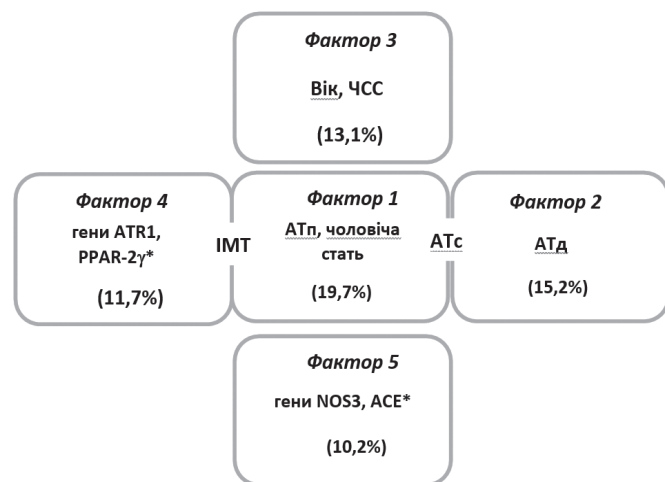 Фактор 3
Вік, ЧСС
(13,1%)
Фактор 4
гени ATR1,
PPAR-2γ*
(11,7%)
ІМТ
Фактор 1
АТп, чоловіча
стать
(19,7%)
АТс
Фактор 2
АТд
(15,2%)
Фактор 5
гени NOS3, ACE*
(10,2%)